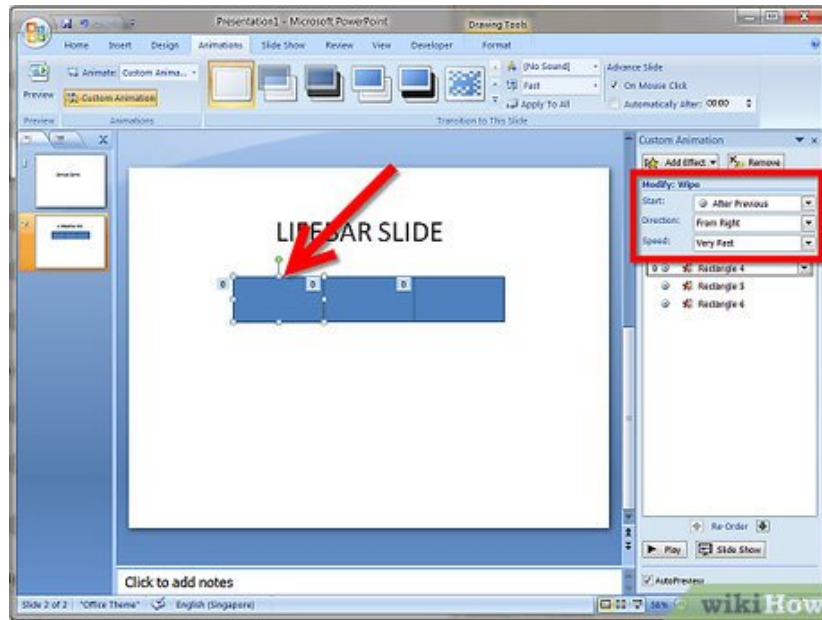 Presentation1 - Microsoft PowerPoint
Drawing Tools
Home Insert Design Animations Slide Show Review View Developer Format
Preview
Animate: Custom Anima...
Custom Animation
[No Sound]
Fast
Apply To All
Advance Slide
On Mouse Click
Automatically After: 00:00
Preview Animations Transition to This Slide
Custom Animation
Add Effect Remove
Modify: Wipe
Start: After Previous
Direction: From Right
Speed: Very Fast
0 Rectangle 4
Rectangle 5
Rectangle 6
LIFEBAR SLIDE
0 0 0
Re-Order
Play Slide Show
AutoPreview
Click to add notes
Slide 2 of 2 "Office Theme" English (Singapore)
wikiHow